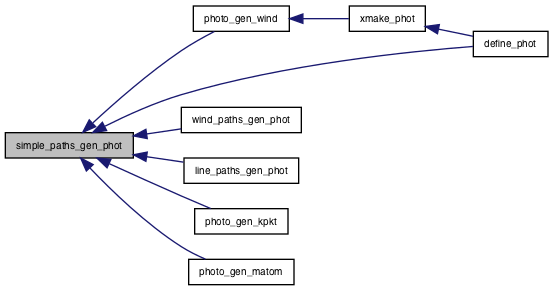 photo_gen_wind
xmake_phot
define_phot
wind_paths_gen_phot
simple_paths_gen_phot
line_paths_gen_phot
photo_gen_kpkt
photo_gen_matom